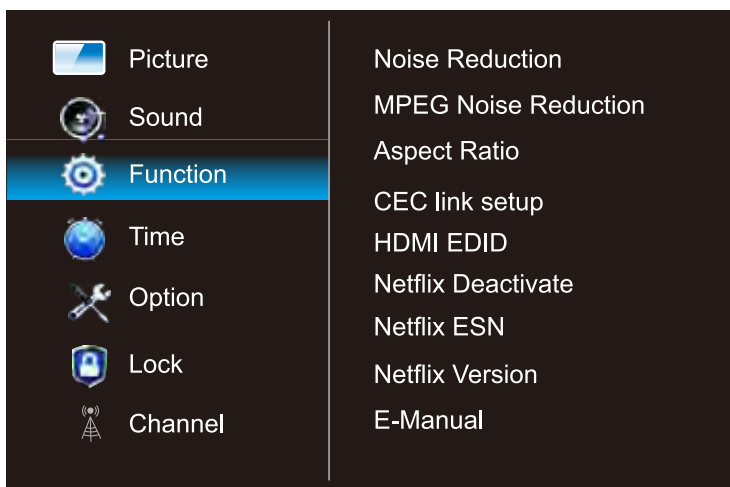 Picture
Sound
Function
Time
Option
Lock
Channel
Noise Reduction
MPEG Noise Reduction
Aspect Ratio
CEC link setup
HDMI EDID
Netflix Deactivate
Netflix ESN
Netflix Version
E-Manual